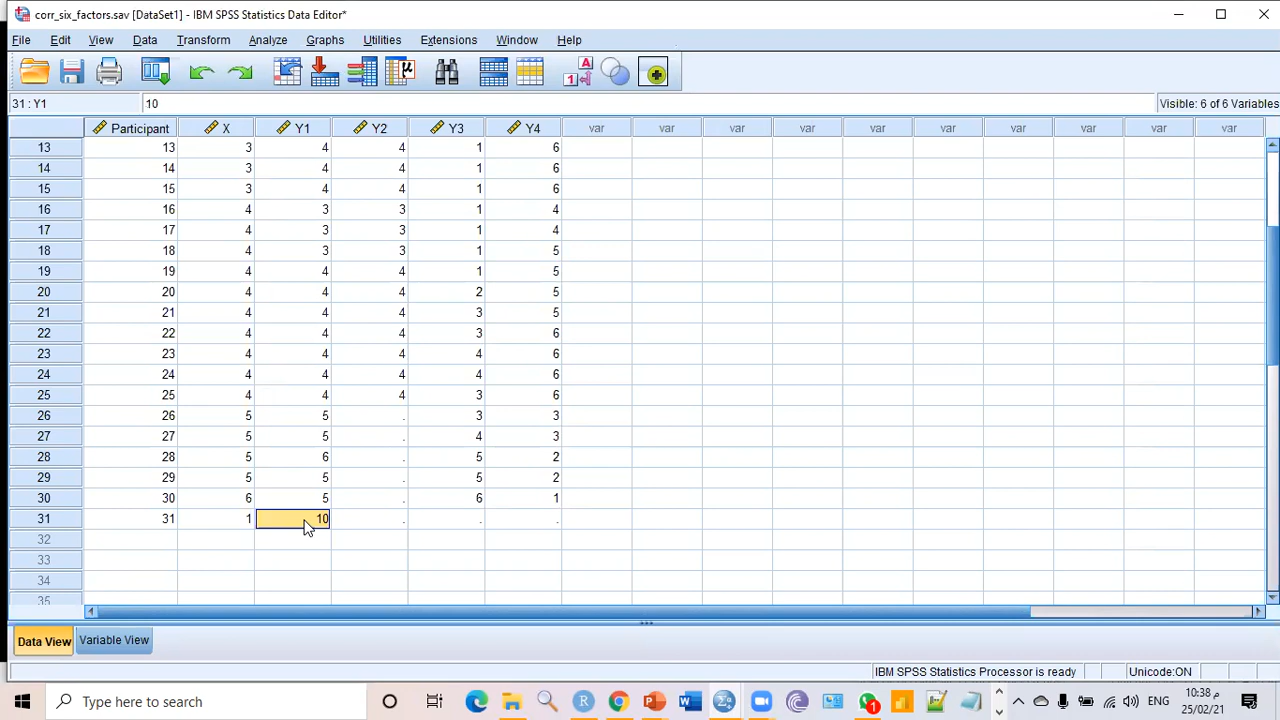 corr_six_factors.sav [DataSet1] - IBM SPSS Statistics Data Editor*
File Edit View Data Transform Analyze Graphs Utilities Extensions Window Help
31 : Y1 10 Visible: 6 of 6 Variables
Participant X Y1 Y2 Y3 Y4 var var var var var var var var var var
13 13 3 4 4 1 6
14 14 3 4 4 1 6
15 15 3 4 4 1 6
16 16 4 3 3 1 4
17 17 4 3 3 1 4
18 18 4 3 3 1 5
19 19 4 4 4 1 5
20 20 4 4 4 2 5
21 21 4 4 4 3 5
22 22 4 4 4 3 6
23 23 4 4 4 4 6
24 24 4 4 4 4 6
25 25 4 4 4 3 6
26 26 5 5 . 3 3
27 27 5 5 . 4 3
28 28 5 6 . 5 2
29 29 5 5 . 5 2
30 30 6 5 . 6 1
31 31 1 10 . . .
32
33
34
35
Data View Variable View
IBM SPSS Statistics Processor is ready Unicode:ON
Type here to search ENG 10:38 م
25/02/21